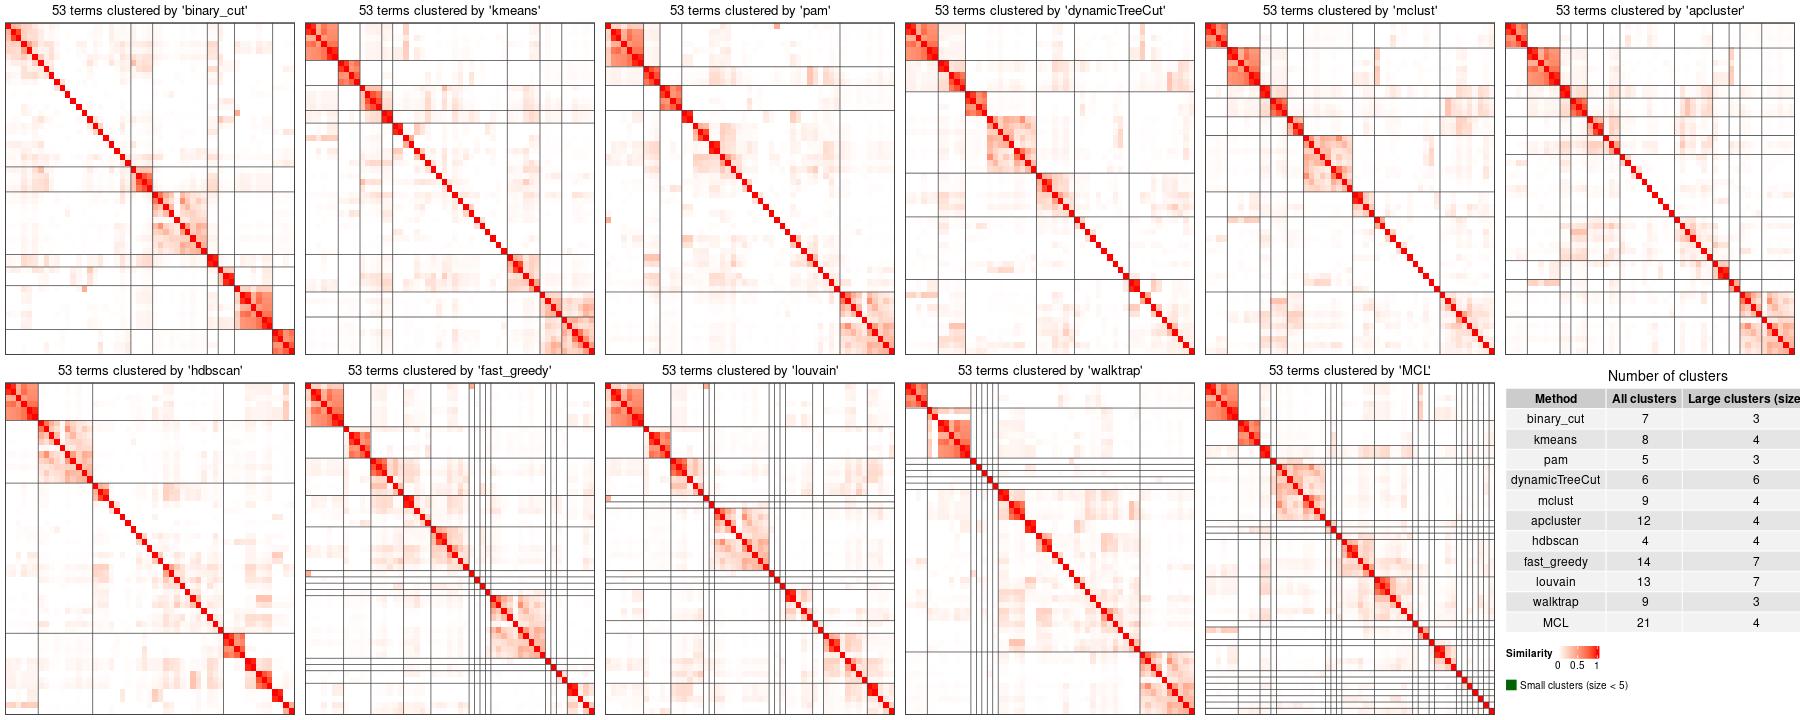 53 terms clustered by 'binary_cut'
53 terms clustered by 'kmeans'
53 terms clustered by 'pam'
53 terms clustered by 'dynamicTreeCut'
53 terms clustered by 'mclust'
53 terms clustered by 'apcluster'
53 terms clustered by 'hdbscan'
53 terms clustered by 'fast_greedy'
53 terms clustered by 'louvain'
53 terms clustered by 'walktrap'
53 terms clustered by 'MCL'
Number of clusters
Method All clusters Large clusters (size
binary_cut 7 3
kmeans 8 4
pam 5 3
dynamicTreeCut 6 6
mclust 9 4
apcluster 12 4
hdbscan 4 4
fast_greedy 14 7
louvain 13 7
walktrap 9 3
MCL 21 4
Similarity
0 0.5 1
Small clusters (size < 5)